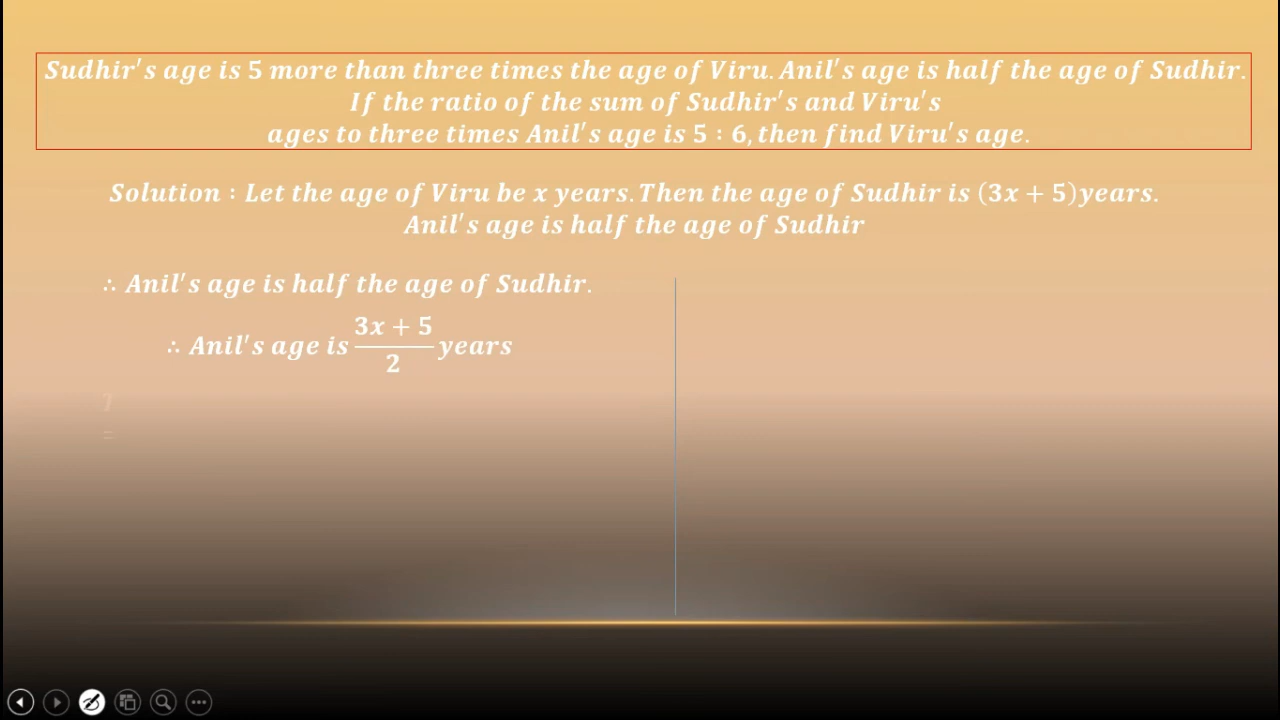 Sudhir's age is 5 more than three times the age of Viru. Anil's age is half the age of Sudhir.
If the ratio of the sum of Sudhir's and Viru's
ages to three times Anil's age is 5 : 6, then find Viru's age.
Solution : Let the age of Viru be x years. Then the age of Sudhir is (3x + 5)years.
Anil's age is half the age of Sudhir
∴ Anil's age is half the age of Sudhir.
∴ Anil's age is (3x + 5)/2 years